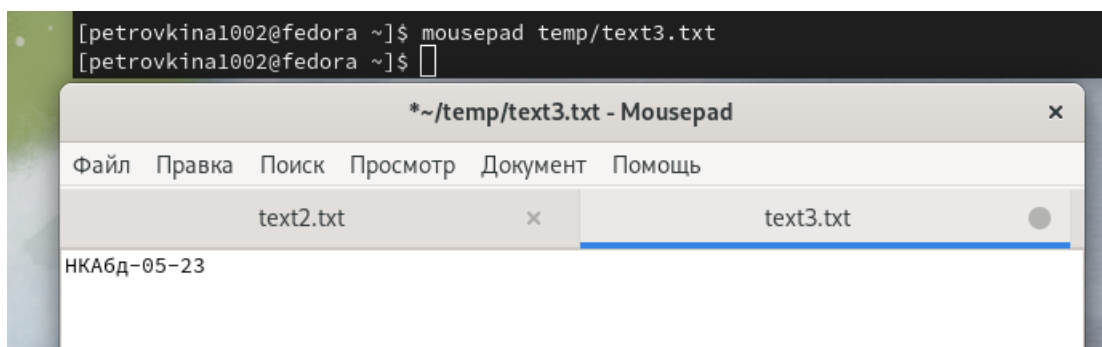 [petrovkina1002@fedora ~]$ mousepad temp/text3.txt
[petrovkina1002@fedora ~]$
*~/temp/text3.txt - Mousepad
Файл Правка Поиск Просмотр Документ Помощь
text2.txt text3.txt
НКАбд-05-23